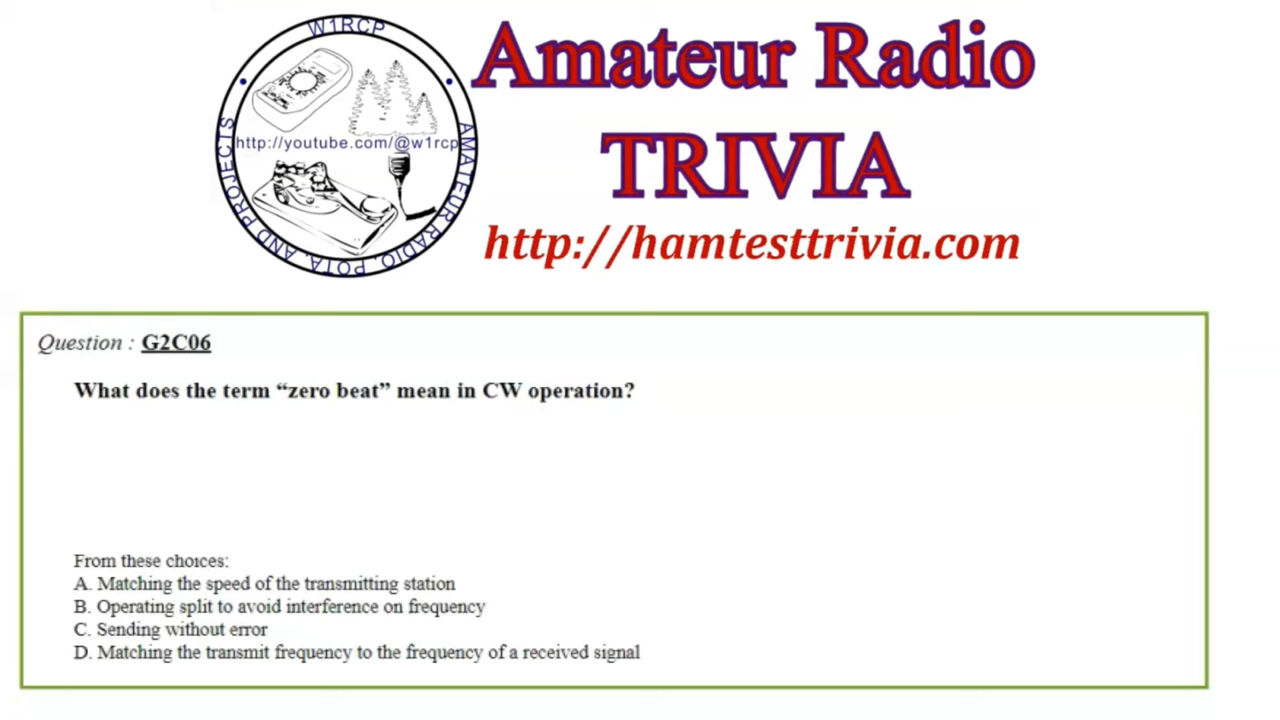 W1RCP
AMATEUR RADIO, POTA, AND PROJECTS
http://youtube.com/@w1rcp
Amateur Radio
TRIVIA
http://hamtesttrivia.com
Question : G2C06
What does the term “zero beat” mean in CW operation?
From these choices:
A. Matching the speed of the transmitting station
B. Operating split to avoid interference on frequency
C. Sending without error
D. Matching the transmit frequency to the frequency of a received signal